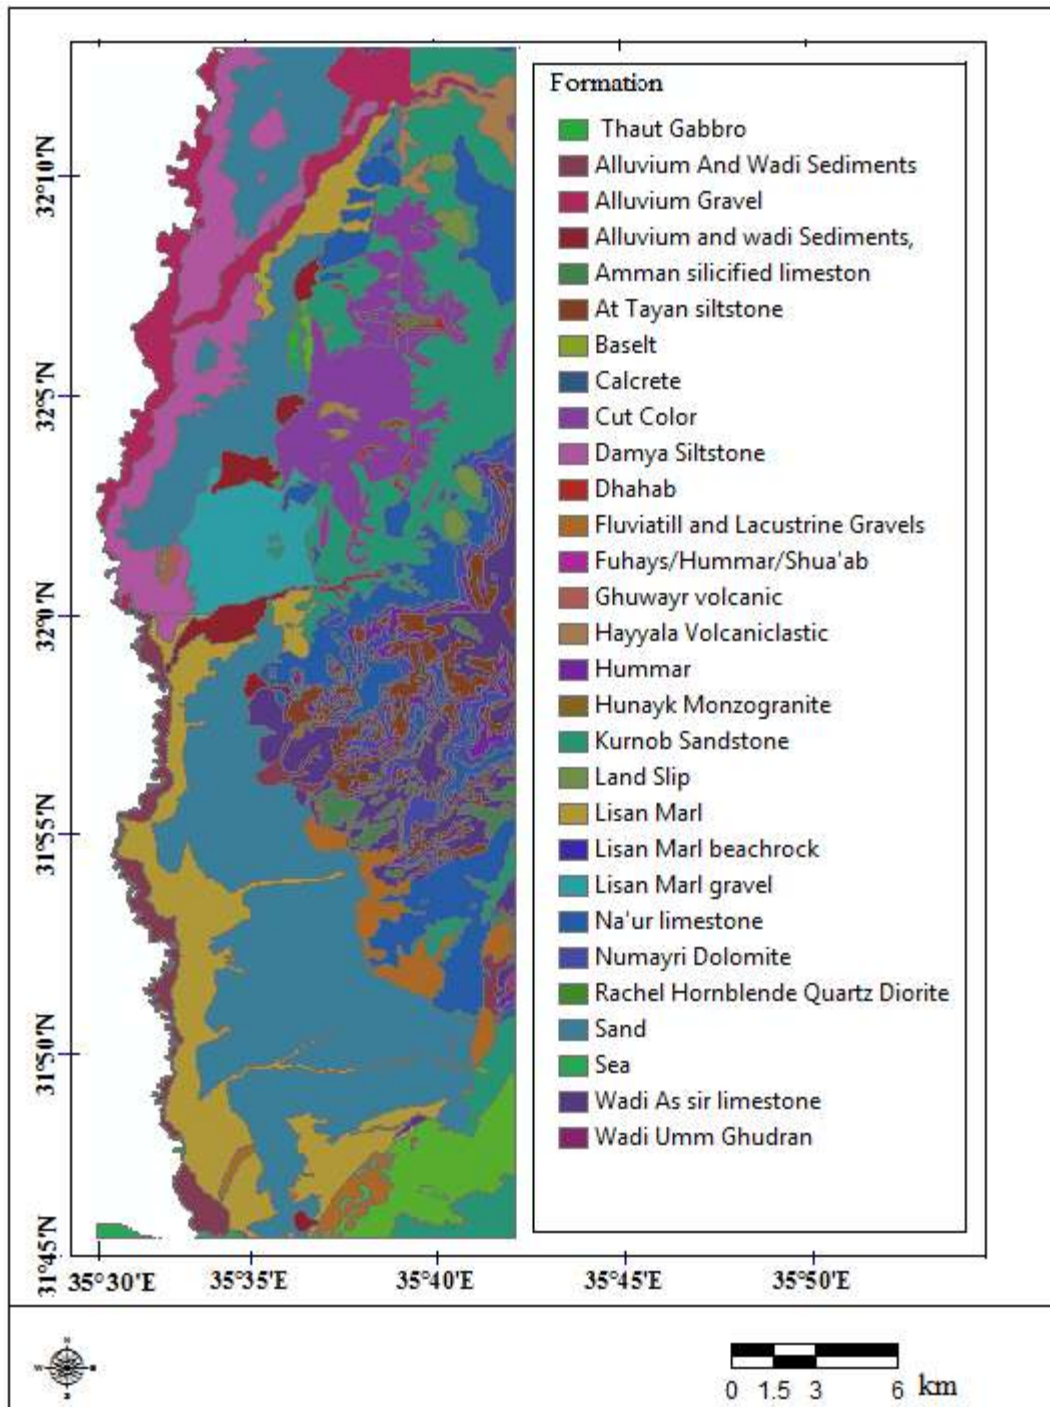 Formation
Thaut Gabbro
Alluvium And Wadi Sediments
Alluvium Gravel
Alluvium and wadi Sediments,
Amman silicified limeston
At Tayan siltstone
Baselt
Calcrete
Cut Color
Damya Siltstone
Dhahab
Fluviatill and Lacustrine Gravels
Fuhays/Hummar/Shua'ab
Ghuwayr volcanic
Hayyala Volcaniclastic
Hummar
Hunayk Monzogranite
Kurnob Sandstone
Land Slip
Lisan Marl
Lisan Marl beachrock
Lisan Marl gravel
Na'ur limestone
Numayri Dolomite
Rachel Hornblende Quartz Diorite
Sand
Sea
Wadi As sir limestone
Wadi Umm Ghudran
32°10'N
32°5'N
32°0'N
31°55'N
31°50'N
31°45'N
35°30'E 35°35'E 35°40'E 35°45'E 35°50'E
N
W
0 1.5 3 6 km